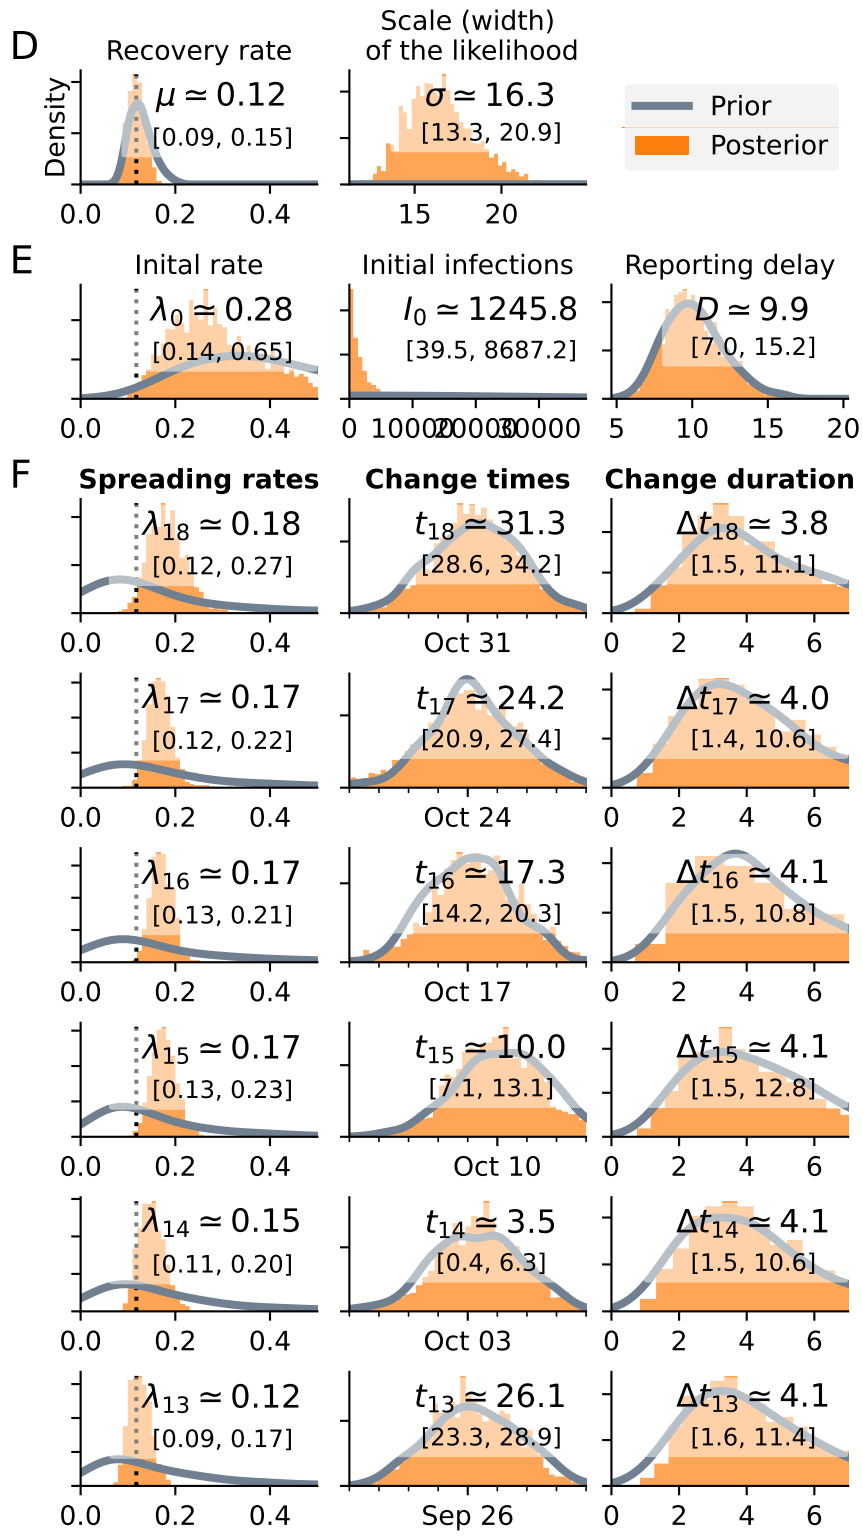 D
Recovery rate
Scale (width)
of the likelihood
Density
μ ≃ 0.12
[0.09, 0.15]
σ ≃ 16.3
[13.3, 20.9]
Prior
Posterior
0.0 0.2 0.4
15 20
E
Inital rate
Initial infections
Reporting delay
λ0 ≃ 0.28
[0.14, 0.65]
I0 ≃ 1245.8
[39.5, 8687.2]
D ≃ 9.9
[7.0, 15.2]
0.0 0.2 0.4
0 10000 20000 30000
5 10 15 20
F
Spreading rates
Change times
Change duration
λ18 ≃ 0.18
[0.12, 0.27]
t18 ≃ 31.3
[28.6, 34.2]
Δt18 ≃ 3.8
[1.5, 11.1]
0.0 0.2 0.4
Oct 31
0 2 4 6
λ17 ≃ 0.17
[0.12, 0.22]
t17 ≃ 24.2
[20.9, 27.4]
Δt17 ≃ 4.0
[1.4, 10.6]
0.0 0.2 0.4
Oct 24
0 2 4 6
λ16 ≃ 0.17
[0.13, 0.21]
t16 ≃ 17.3
[14.2, 20.3]
Δt16 ≃ 4.1
[1.5, 10.8]
0.0 0.2 0.4
Oct 17
0 2 4 6
λ15 ≃ 0.17
[0.13, 0.23]
t15 ≃ 10.0
[7.1, 13.1]
Δt15 ≃ 4.1
[1.5, 12.8]
0.0 0.2 0.4
Oct 10
0 2 4 6
λ14 ≃ 0.15
[0.11, 0.20]
t14 ≃ 3.5
[0.4, 6.3]
Δt14 ≃ 4.1
[1.5, 10.6]
0.0 0.2 0.4
Oct 03
0 2 4 6
λ13 ≃ 0.12
[0.09, 0.17]
t13 ≃ 26.1
[23.3, 28.9]
Δt13 ≃ 4.1
[1.6, 11.4]
0.0 0.2 0.4
Sep 26
0 2 4 6